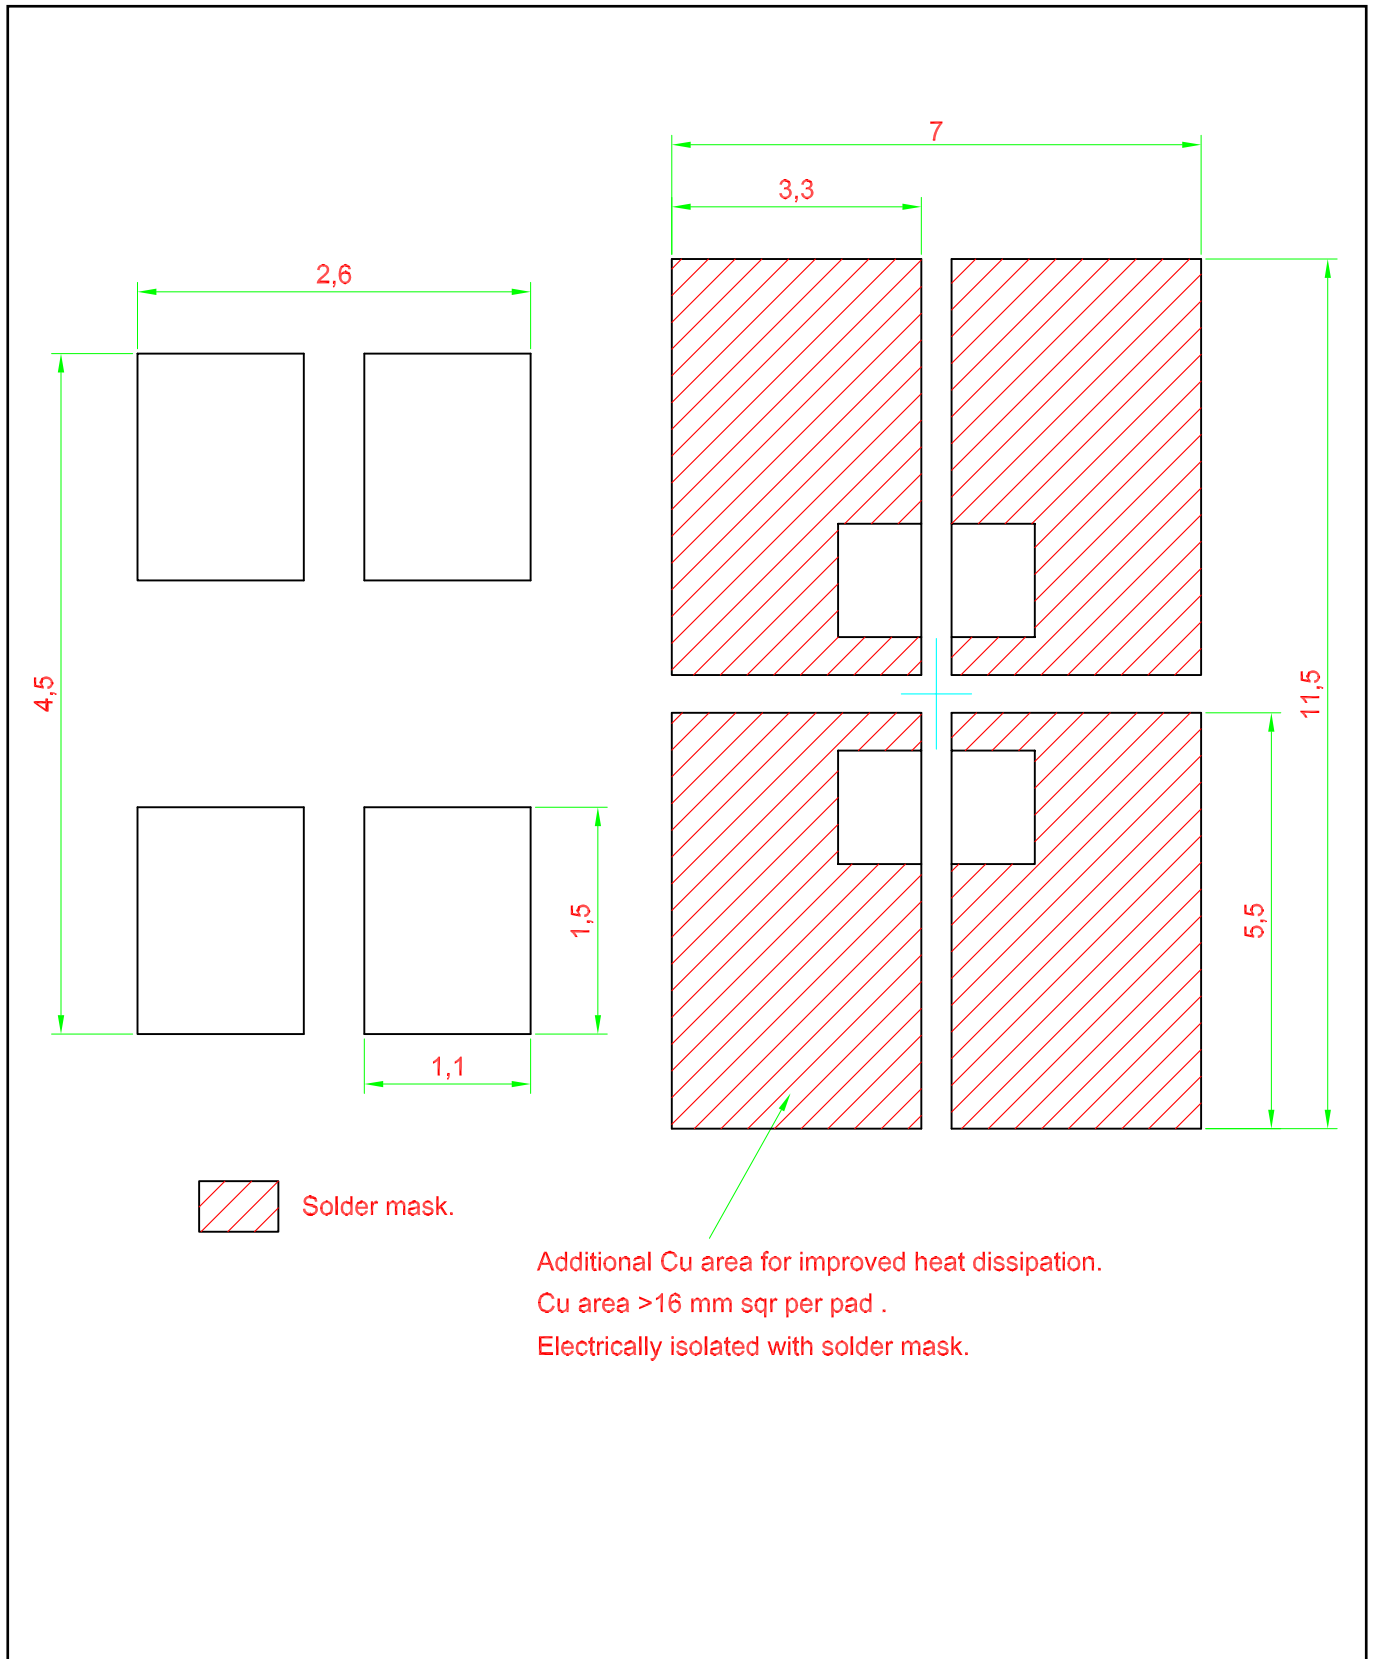 7
3,3
2,6
4,5
11,5
5,5
1,5
1,1
Solder mask.
Additional Cu area for improved heat dissipation.
Cu area >16 mm sqr per pad .
Electrically isolated with solder mask.